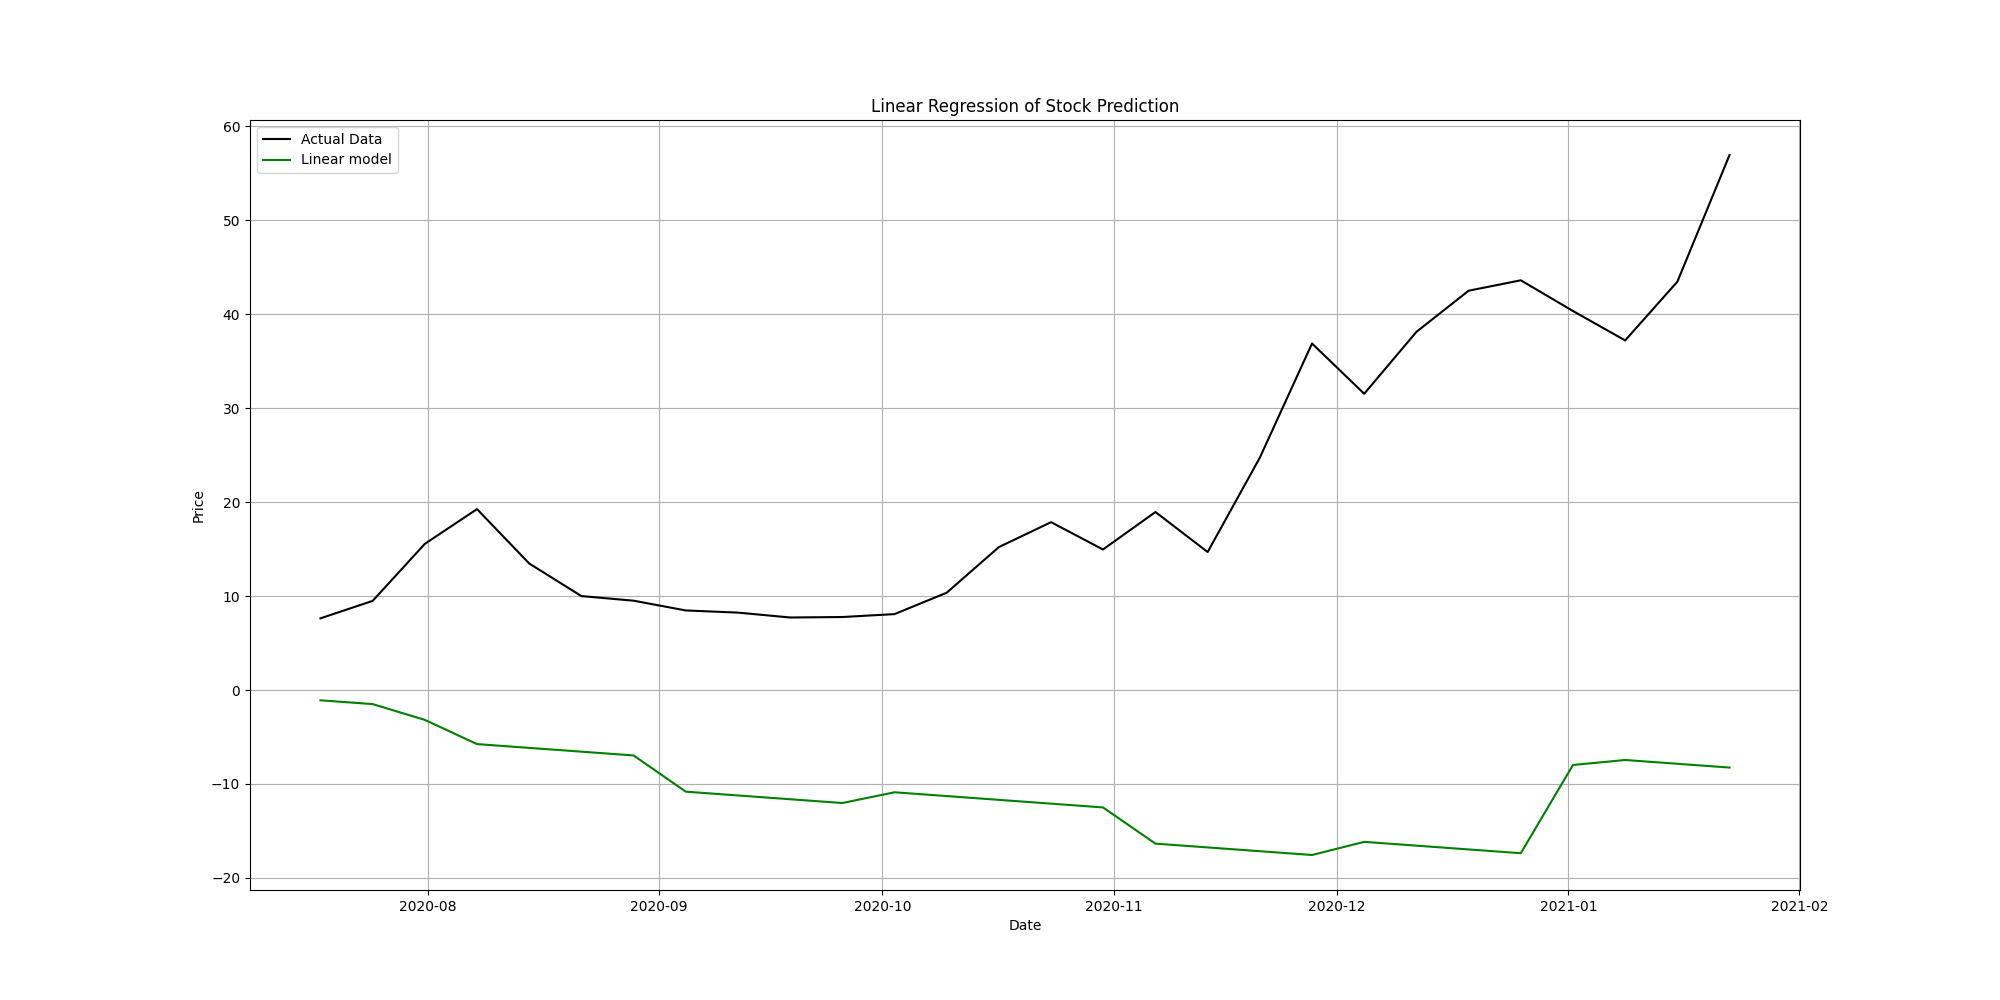 Linear Regression of Stock Prediction
Actual Data
Linear model
60
50
40
30
20
10
0
−10
−20
Price
2020-08 2020-09 2020-10 2020-11 2020-12 2021-01 2021-02
Date